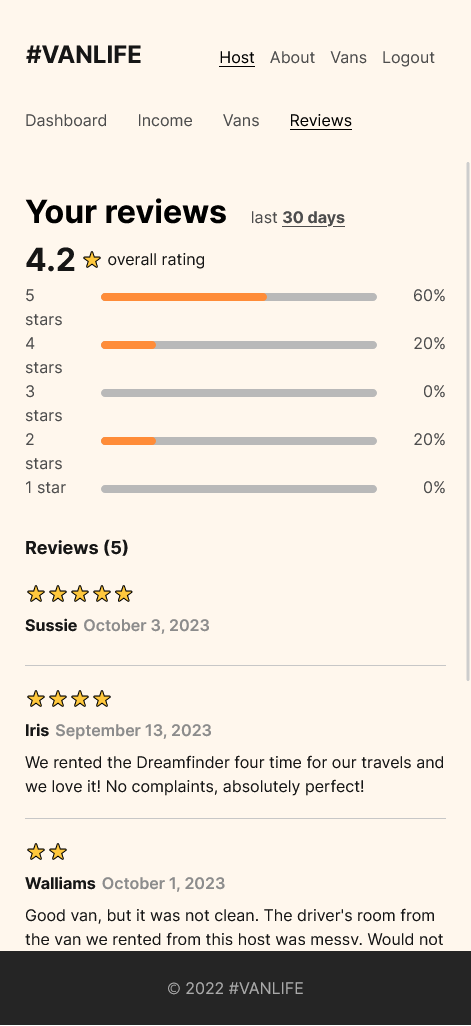 #VANLIFE
Host About Vans Logout
Dashboard Income Vans Reviews
Your reviews last 30 days
4.2 overall rating
5 stars 60%
4 stars 20%
3 stars 0%
2 stars 20%
1 star 0%
Reviews (5)
Sussie October 3, 2023
Iris September 13, 2023
We rented the Dreamfinder four time for our travels and
we love it! No complaints, absolutely perfect!
Walliams October 1, 2023
Good van, but it was not clean. The driver's room from
the van we rented from this host was messy. Would not
© 2022 #VANLIFE